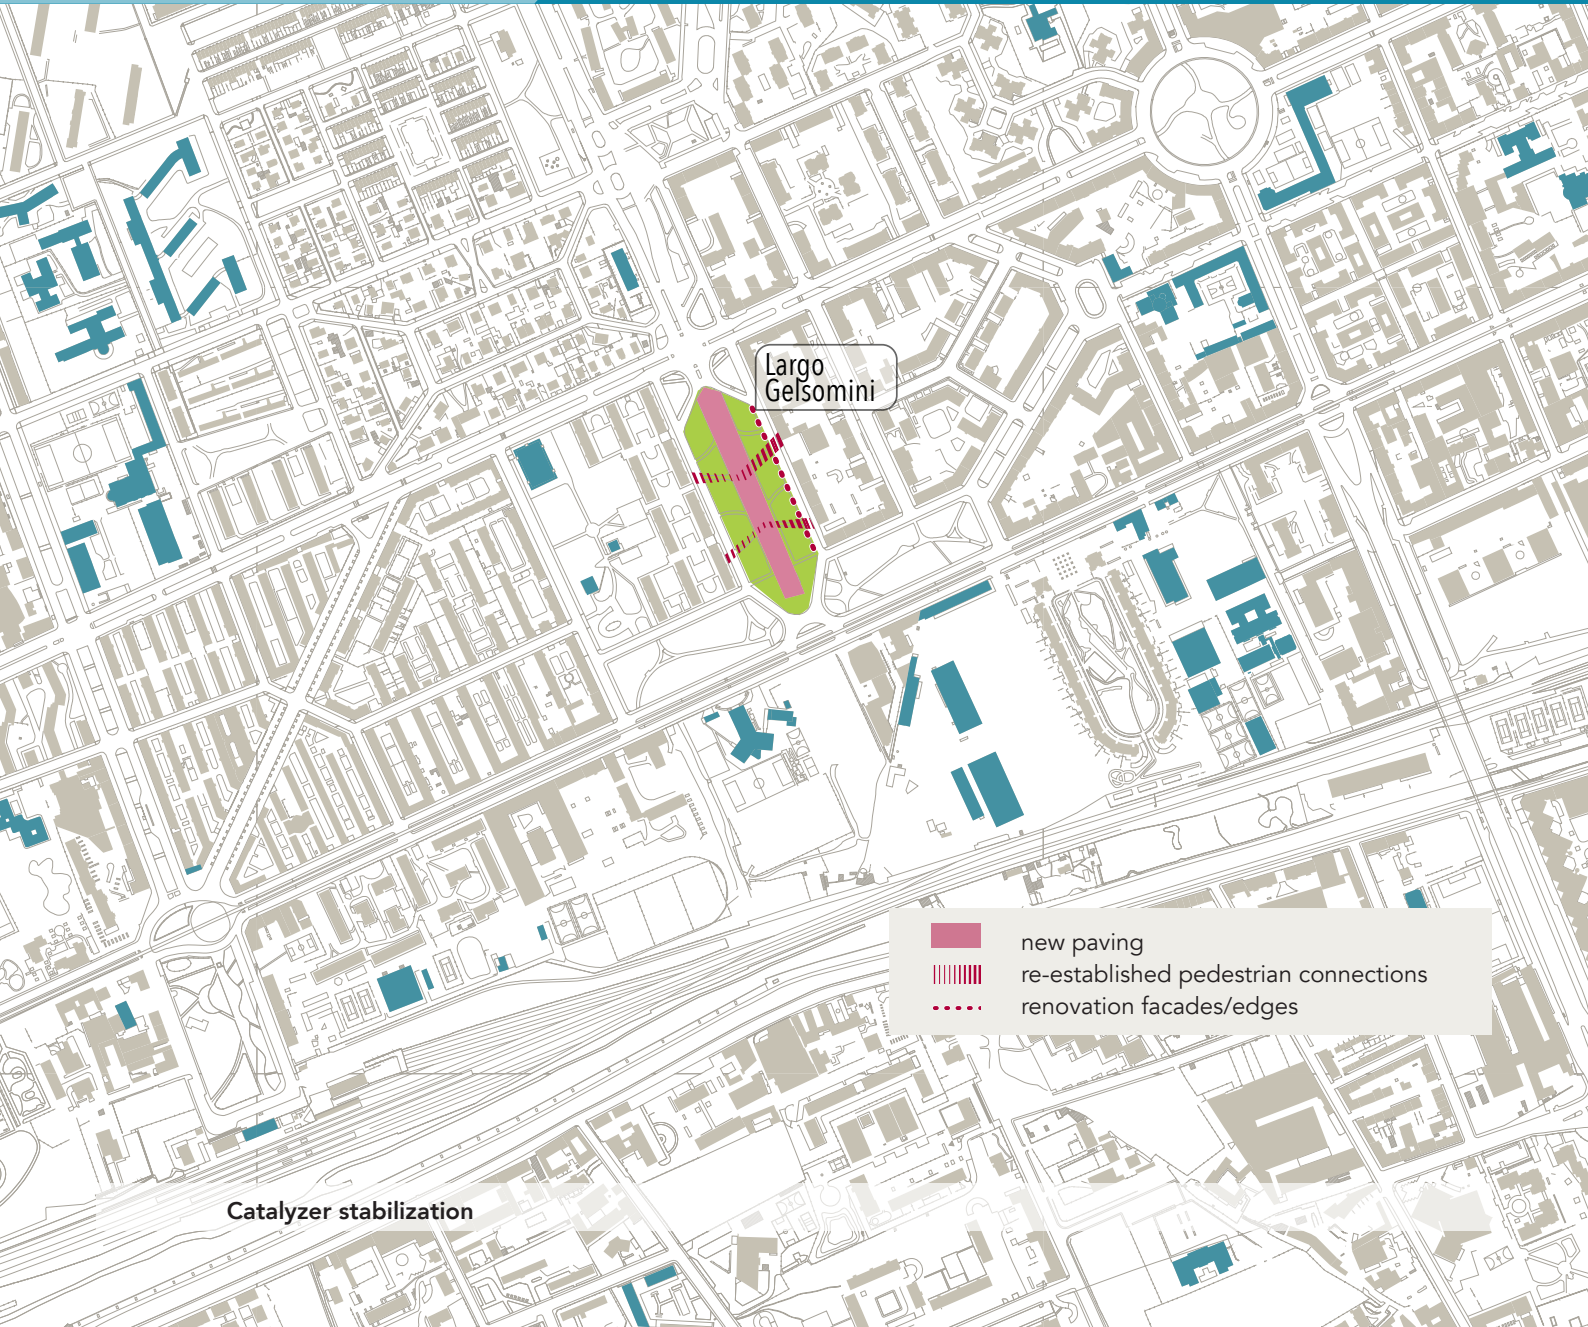 Largo
Gelsomini
new paving
re-established pedestrian connections
renovation facades/edges
Catalyzer stabilization